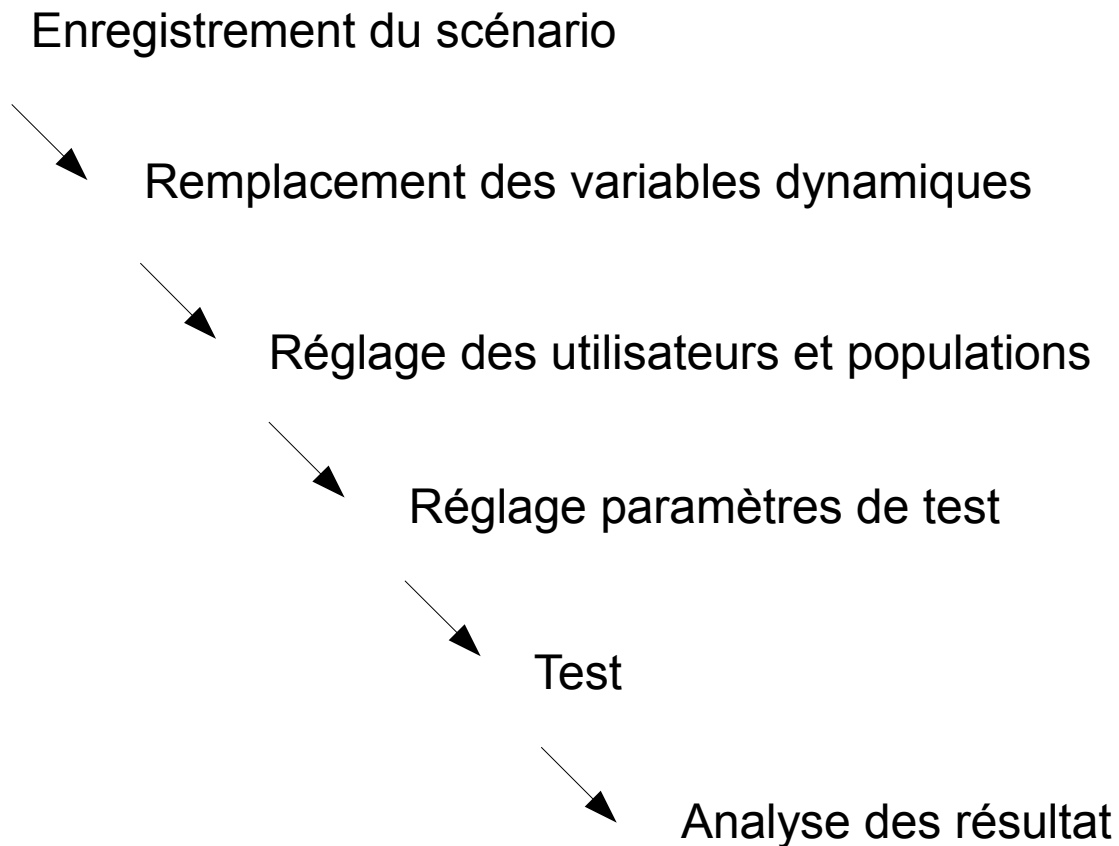 Enregistrement du scénario
Remplacement des variables dynamiques
Réglage des utilisateurs et populations
Réglage paramètres de test
Test
Analyse des résultat